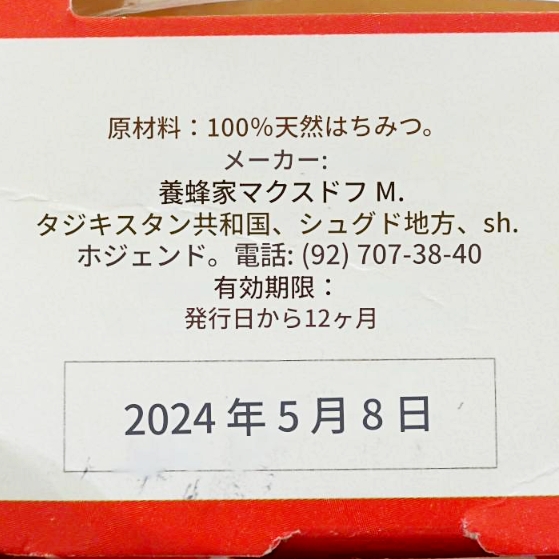 原材料：100%天然はちみつ。
メーカー:
養蜂家マクスドフ M.
タジキスタン共和国、シュグド地方、sh.
ホジェンド。電話: (92) 707-38-40
有効期限：
発行日から12ヶ月
2024 年 5 月 8 日